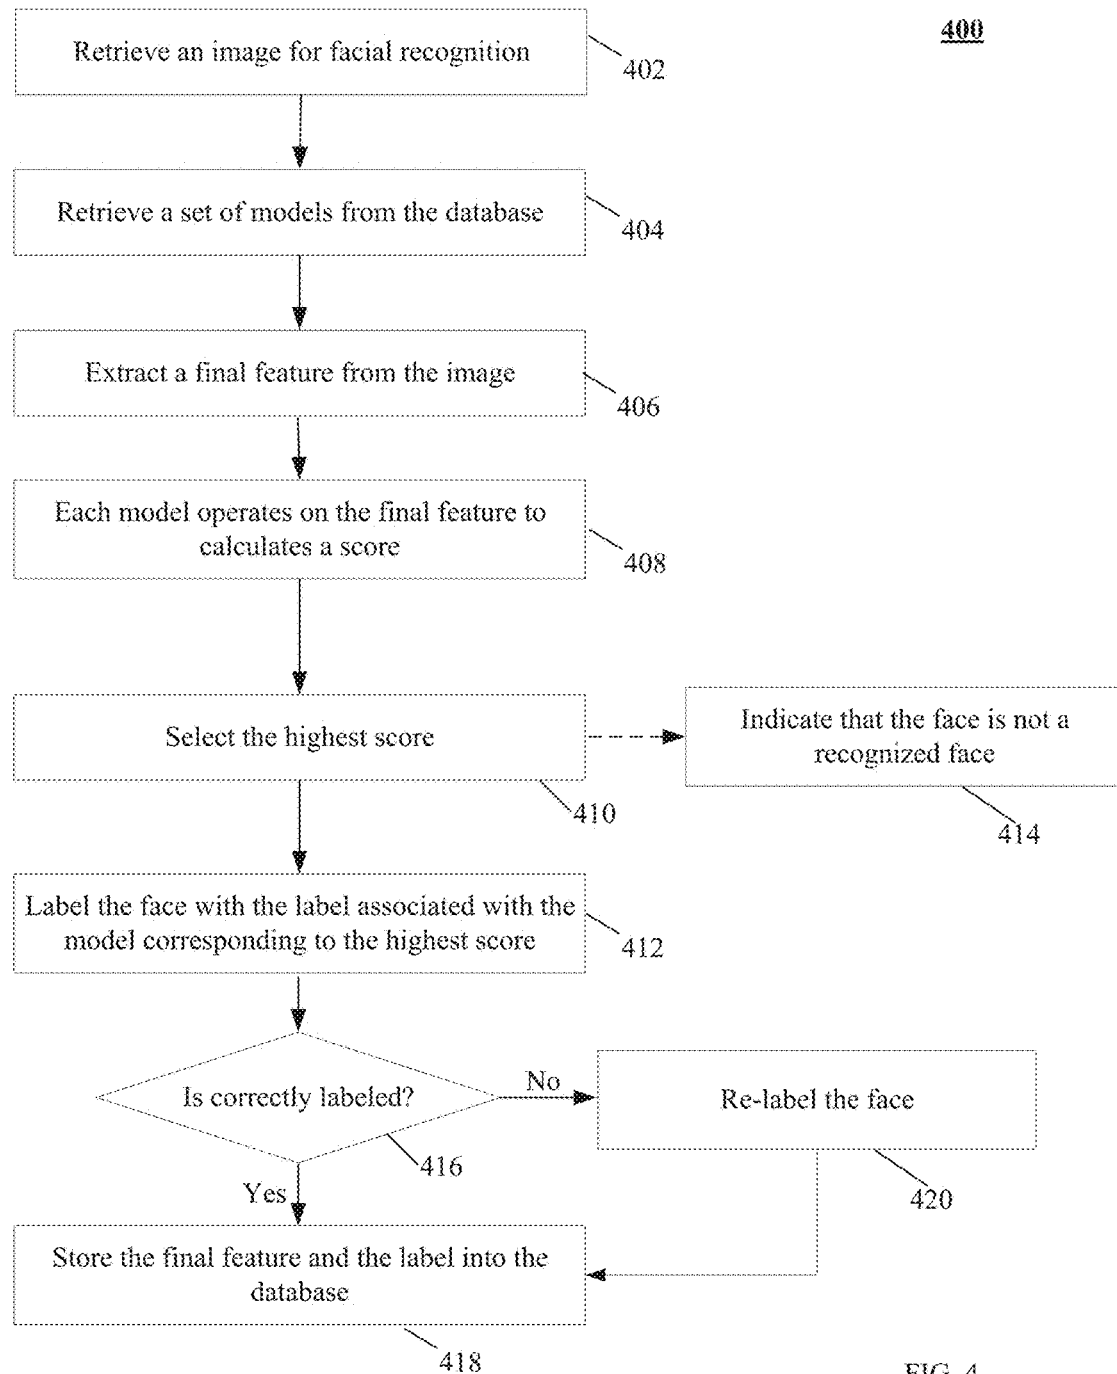 400
Retrieve an image for facial recognition
402
Retrieve a set of models from the database
404
Extract a final feature from the image
406
Each model operates on the final feature to
calculates a score
408
Select the highest score
410
Indicate that the face is not a
recognized face
414
Label the face with the label associated with the
model corresponding to the highest score
412
Is correctly labeled?
416
No
Re-label the face
420
Yes
Store the final feature and the label into the
database
418
FIG. 4